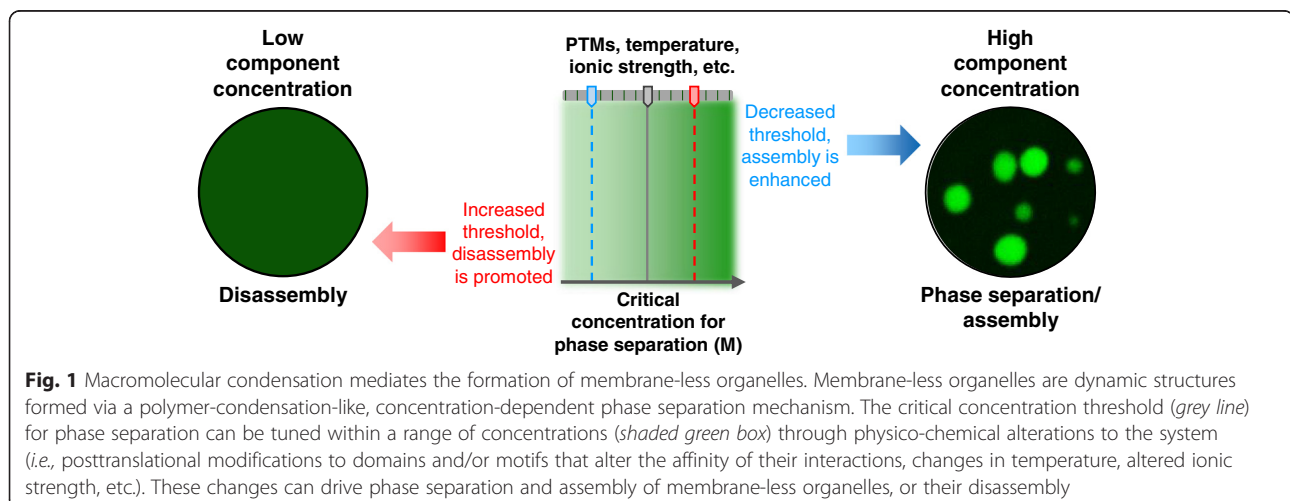 Low
component
concentration
Disassembly
Increased
threshold,
disassembly
is promoted
PTMs, temperature,
ionic strength, etc.
Critical
concentration for
phase separation (M)
Decreased
threshold,
assembly is
enhanced
High
component
concentration
Phase separation/
assembly
Fig. 1 Macromolecular condensation mediates the formation of membrane-less organelles. Membrane-less organelles are dynamic structures
formed via a polymer-condensation-like, concentration-dependent phase separation mechanism. The critical concentration threshold (grey line)
for phase separation can be tuned within a range of concentrations (shaded green box) through physico-chemical alterations to the system
(i.e., posttranslational modifications to domains and/or motifs that alter the affinity of their interactions, changes in temperature, altered ionic
strength, etc.). These changes can drive phase separation and assembly of membrane-less organelles, or their disassembly